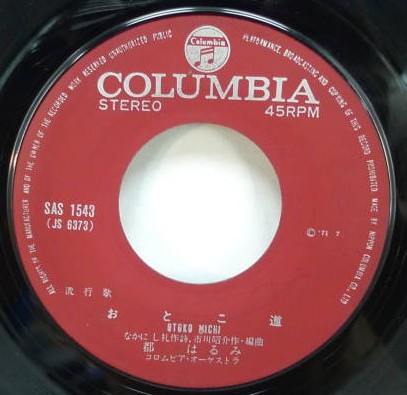 ALL RIGHTS OF THE MANUFACTURER AND OF THE OWNER OF THE RECORDED WORK RESERVED UNAUTHORIZED PUBLIC PERFORMANCE, BROADCASTING AND COPYING OF THIS RECORD PROHIBITED MADE BY NIPPON COLUMBIA CO., LTD
Columbia
COLUMBIA
STEREO 45RPM
SAS 1543
(JS 6373)
Ⓒ '71 7
流行歌
おとこ道
OTOKO MICHI
なかにし礼作詩, 市川昭介作・編曲
都 はるみ
コロムビア・オーケストラ